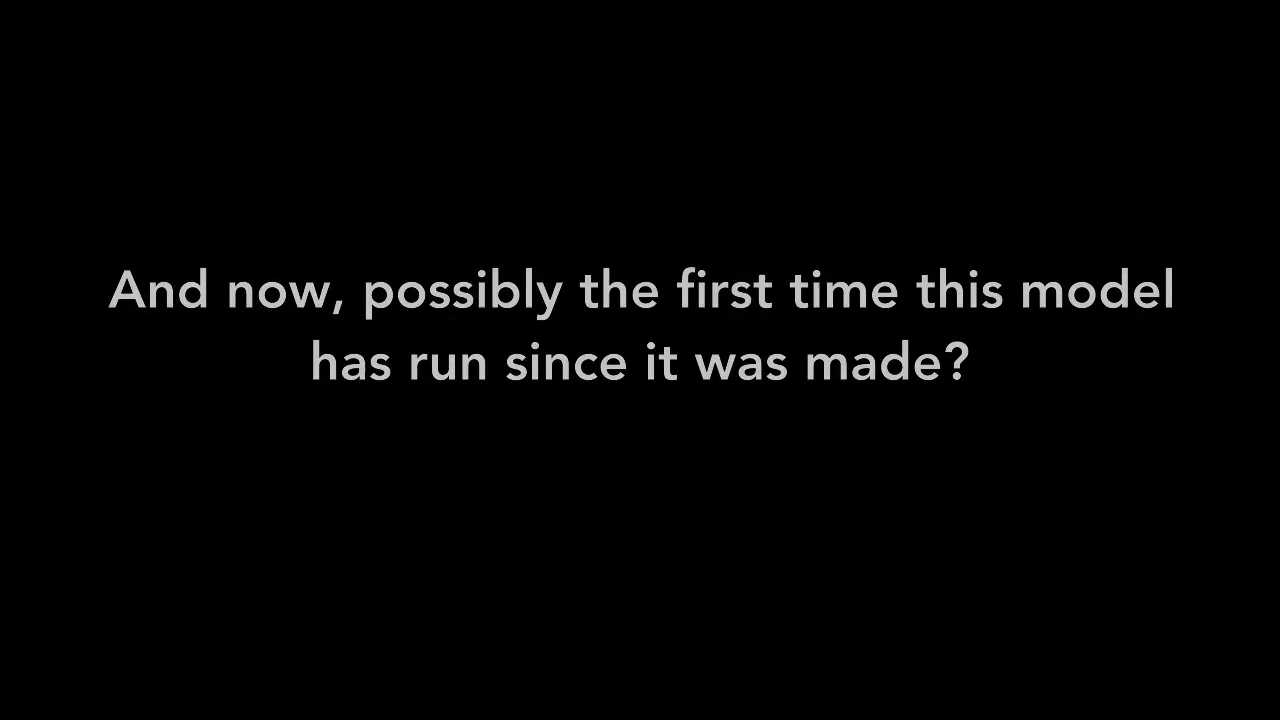 And now, possibly the first time this model
has run since it was made?